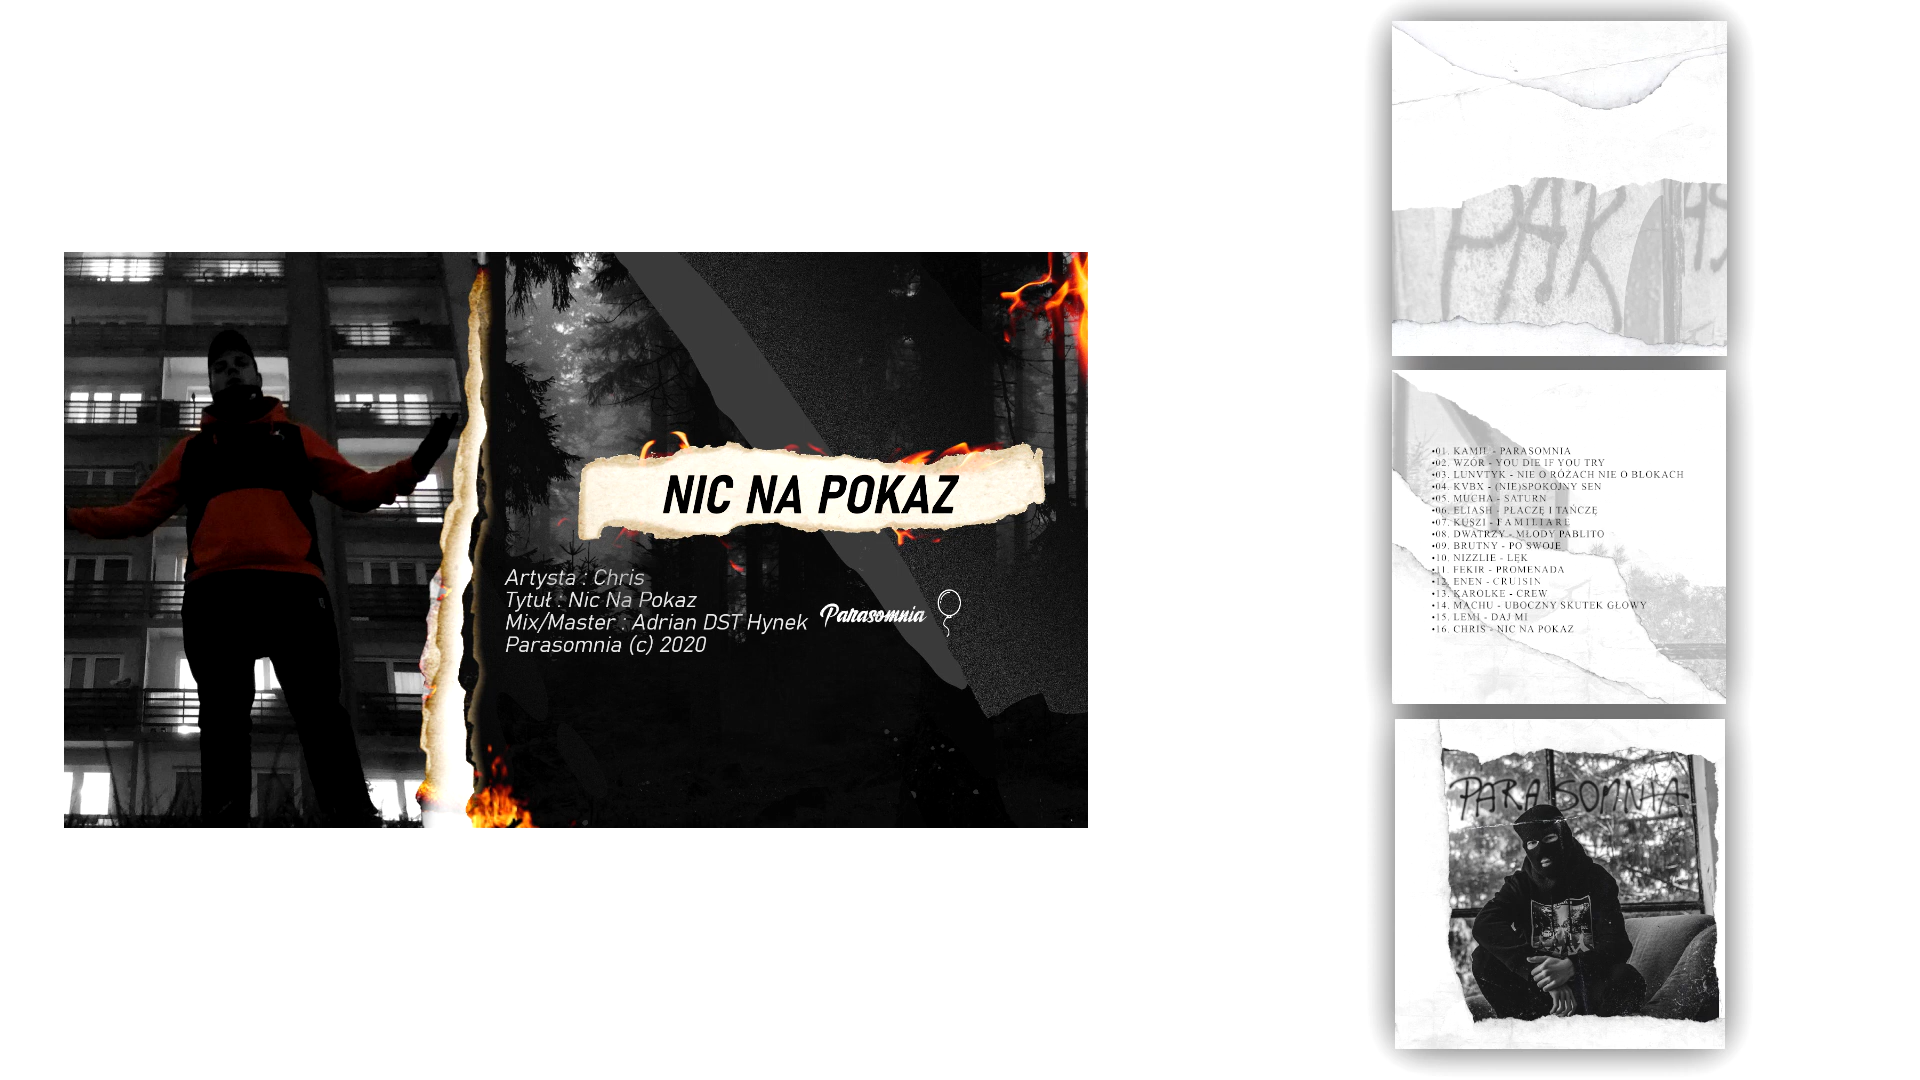 NIC NA POKAZ
Artysta : Chris
Tytuł : Nic Na Pokaz
Mix/Master : Adrian DST Hynek
Parasomnia (c) 2020
Parasomnia
PAK
•01. KAMIL - PARASOMNIA
•02. WZÓR - YOU DIE IF YOU TRY
•03. LUNVTYK - NIE O RÓŻACH NIE O BLOKACH
•04. KVBX - (NIE)SPOKOJNY SEN
•05. MUCHA - SATURN
•06. ELIASH - PŁACZĘ I TAŃCZĘ
•07. KUSZI - F A M I L I A R E
•08. DWATRZY - MŁODY PABLITO
•09. BRUTNY - PO SWOJE
•10. NIZZLIE - LĘK
•11. FEKIR - PROMENADA
•12. ENEN - CRUISIN
•13. KAROLKE - CREW
•14. MACHU - UBOCZNY SKUTEK GŁOWY
•15. LEMI - DAJ MI
•16. CHRIS - NIC NA POKAZ
PARASOMNIA